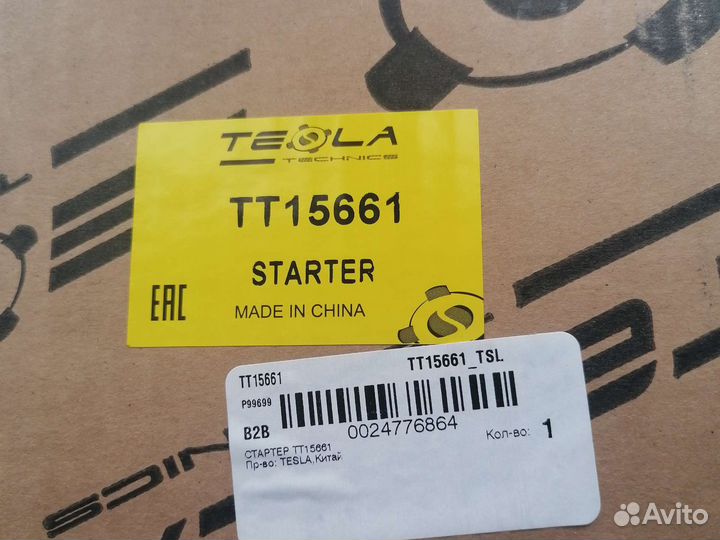 TESLA
TECHNICS
TT15661
STARTER
EAC
MADE IN CHINA
TT15661
TT15661_TSL
P99699
B2B
0024776864
Кол-во: 1
СТАРТЕР TT15661
Пр-во: TESLA,Китай
NICS
Avito